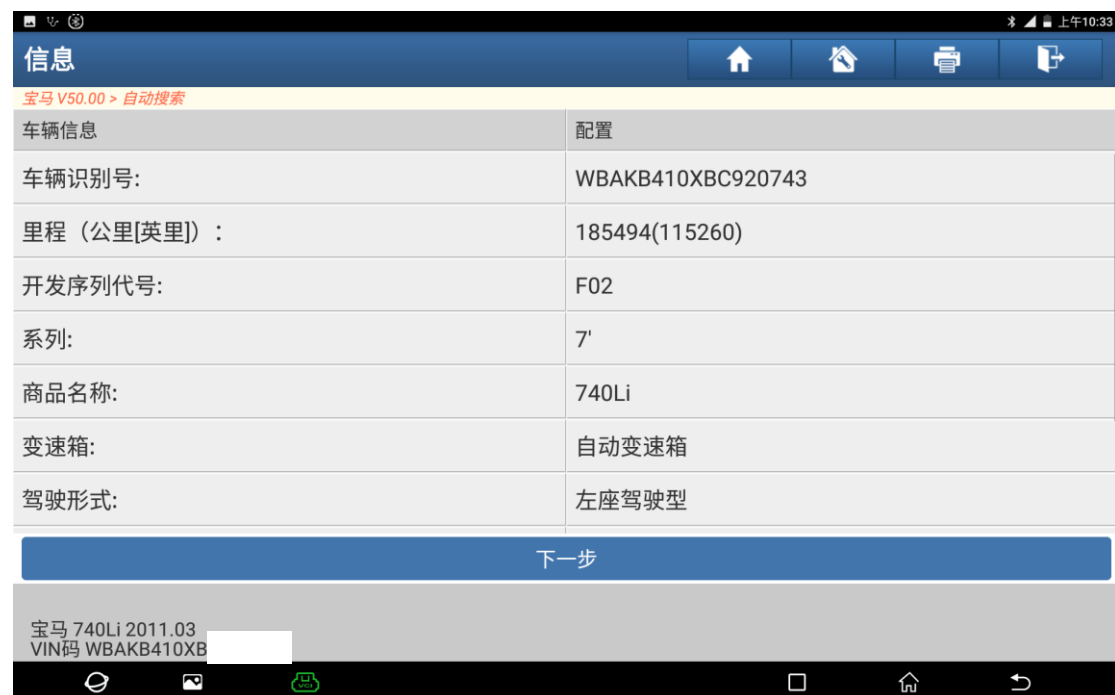 上午10:33
信息
宝马 V50.00 > 自动搜索
车辆信息 配置
车辆识别号: WBAKB410XBC920743
里程（公里[英里]）: 185494(115260)
开发序列代号: F02
系列: 7'
商品名称: 740Li
变速箱: 自动变速箱
驾驶形式: 左座驾驶型
下一步
宝马 740Li 2011.03
VIN码 WBAKB410XB
VCI